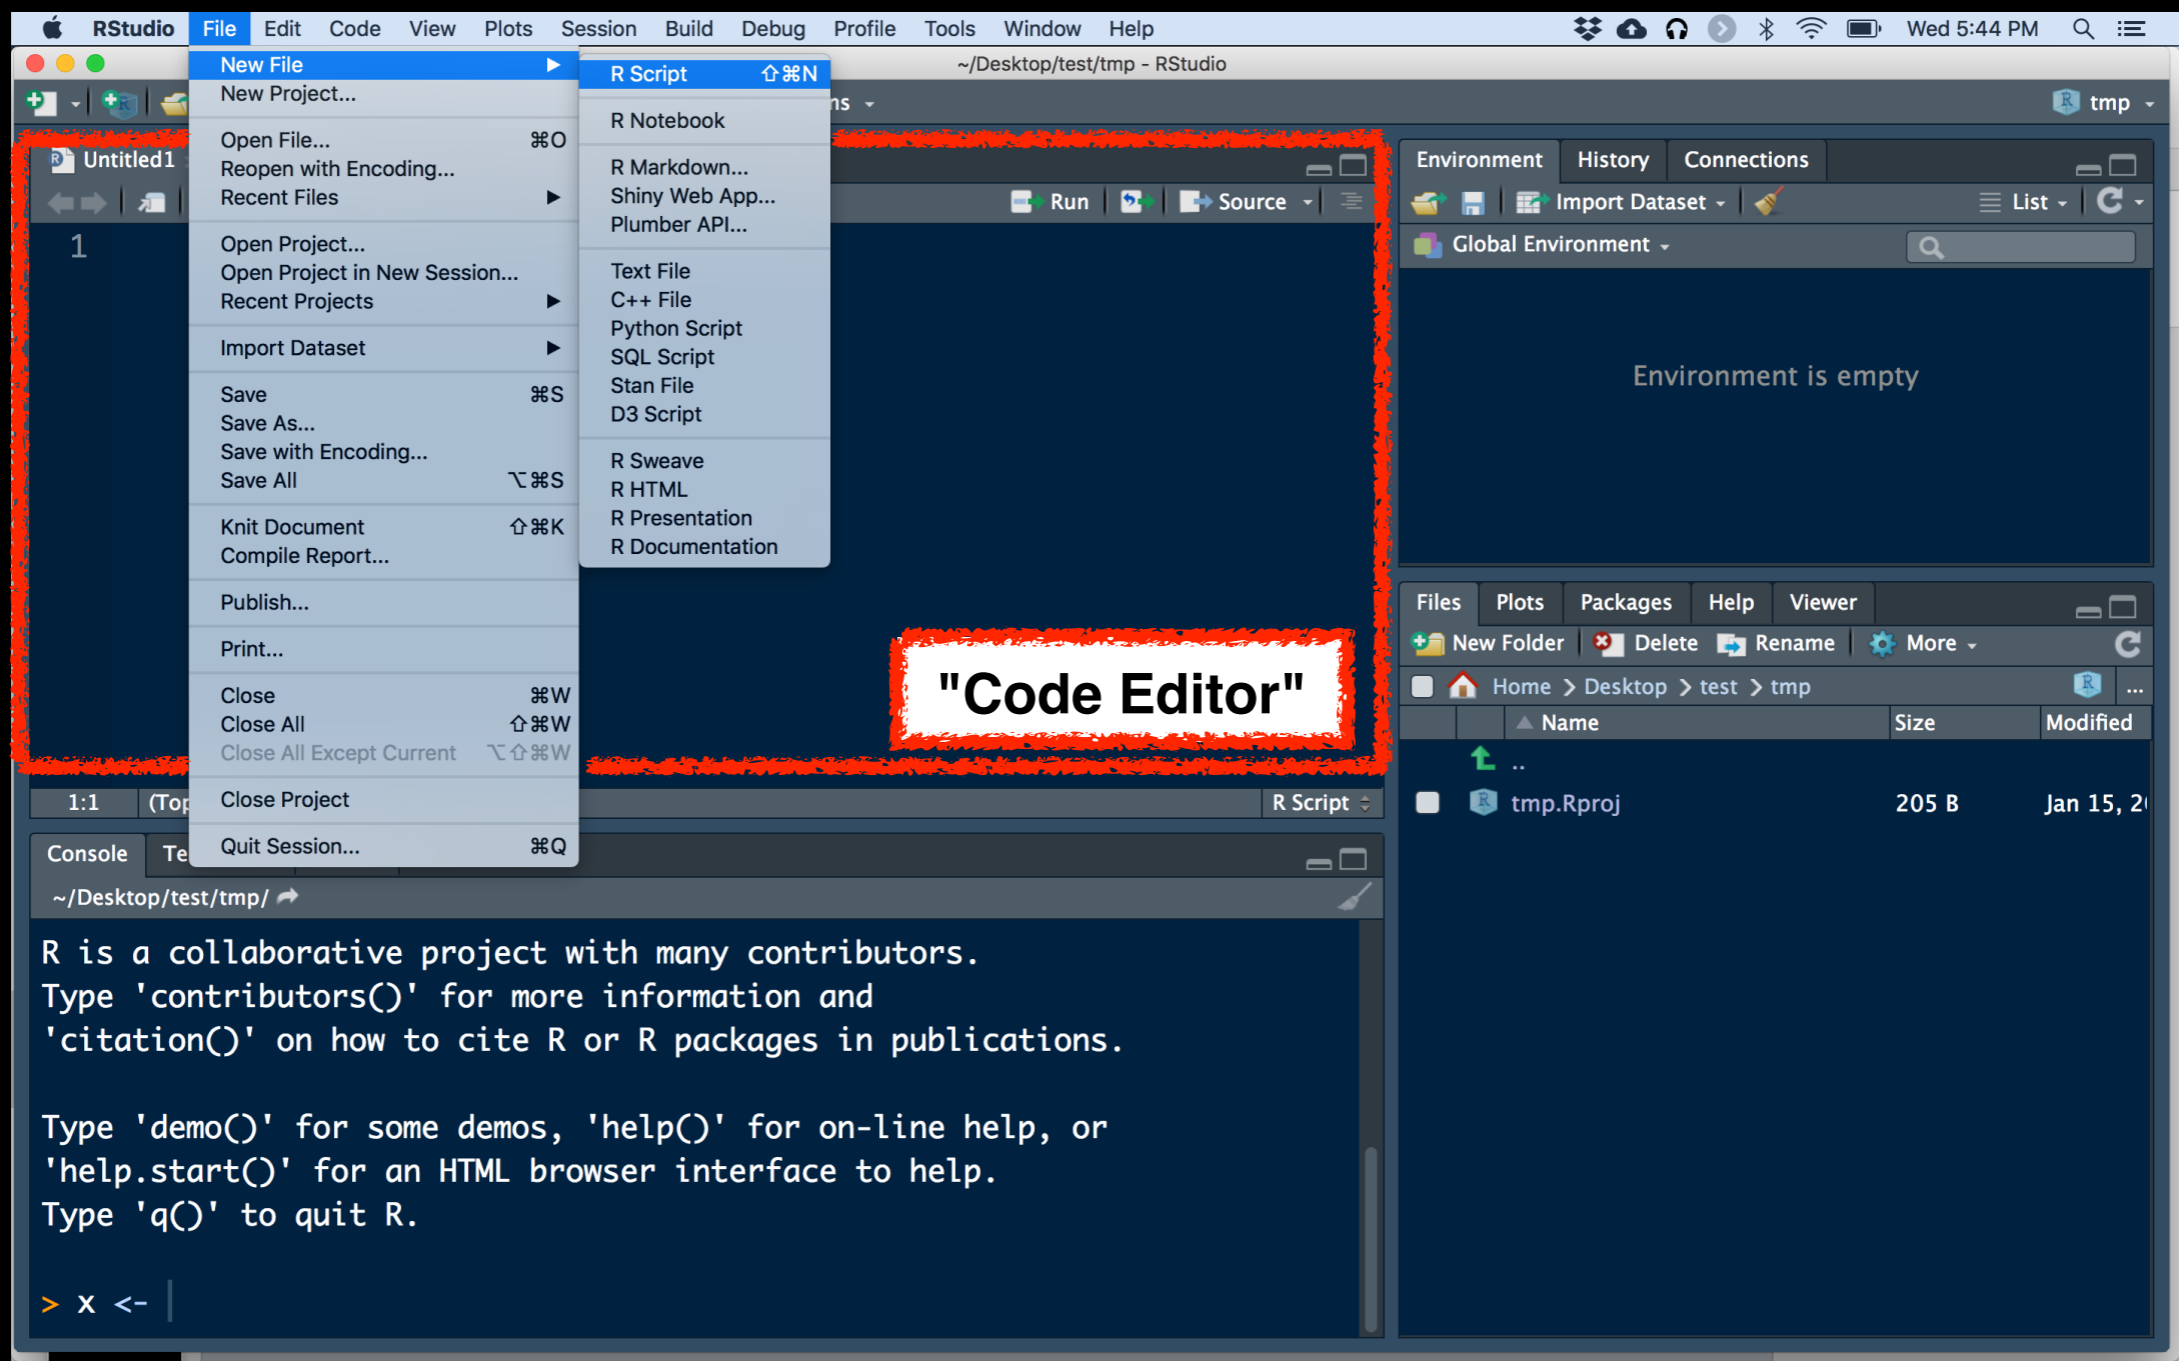 RStudio File Edit Code View Plots Session Build Debug Profile Tools Window Help Wed 5:44 PM
~/Desktop/test/tmp - RStudio
tmp
New File
New Project...
Open File... ⌘O
Reopen with Encoding...
Recent Files
Open Project...
Open Project in New Session...
Recent Projects
Import Dataset
Save ⌘S
Save As...
Save with Encoding...
Save All ⌥⌘S
Knit Document ⇧⌘K
Compile Report...
Publish...
Print...
Close ⌘W
Close All ⇧⌘W
Close All Except Current ⌥⇧⌘W
Close Project
Quit Session... ⌘Q
R Script ⇧⌘N
R Notebook
R Markdown...
Shiny Web App...
Plumber API...
Text File
C++ File
Python Script
SQL Script
Stan File
D3 Script
R Sweave
R HTML
R Presentation
R Documentation
Untitled1
Run Source
1
"Code Editor"
1:1 R Script
Console
~/Desktop/test/tmp/
R is a collaborative project with many contributors.
Type 'contributors()' for more information and
'citation()' on how to cite R or R packages in publications.
Type 'demo()' for some demos, 'help()' for on-line help, or
'help.start()' for an HTML browser interface to help.
Type 'q()' to quit R.
> x <-
Environment History Connections
Import Dataset List
Global Environment
Environment is empty
Files Plots Packages Help Viewer
New Folder Delete Rename More
Home > Desktop > test > tmp ...
Name Size Modified
..
tmp.Rproj 205 B Jan 15,